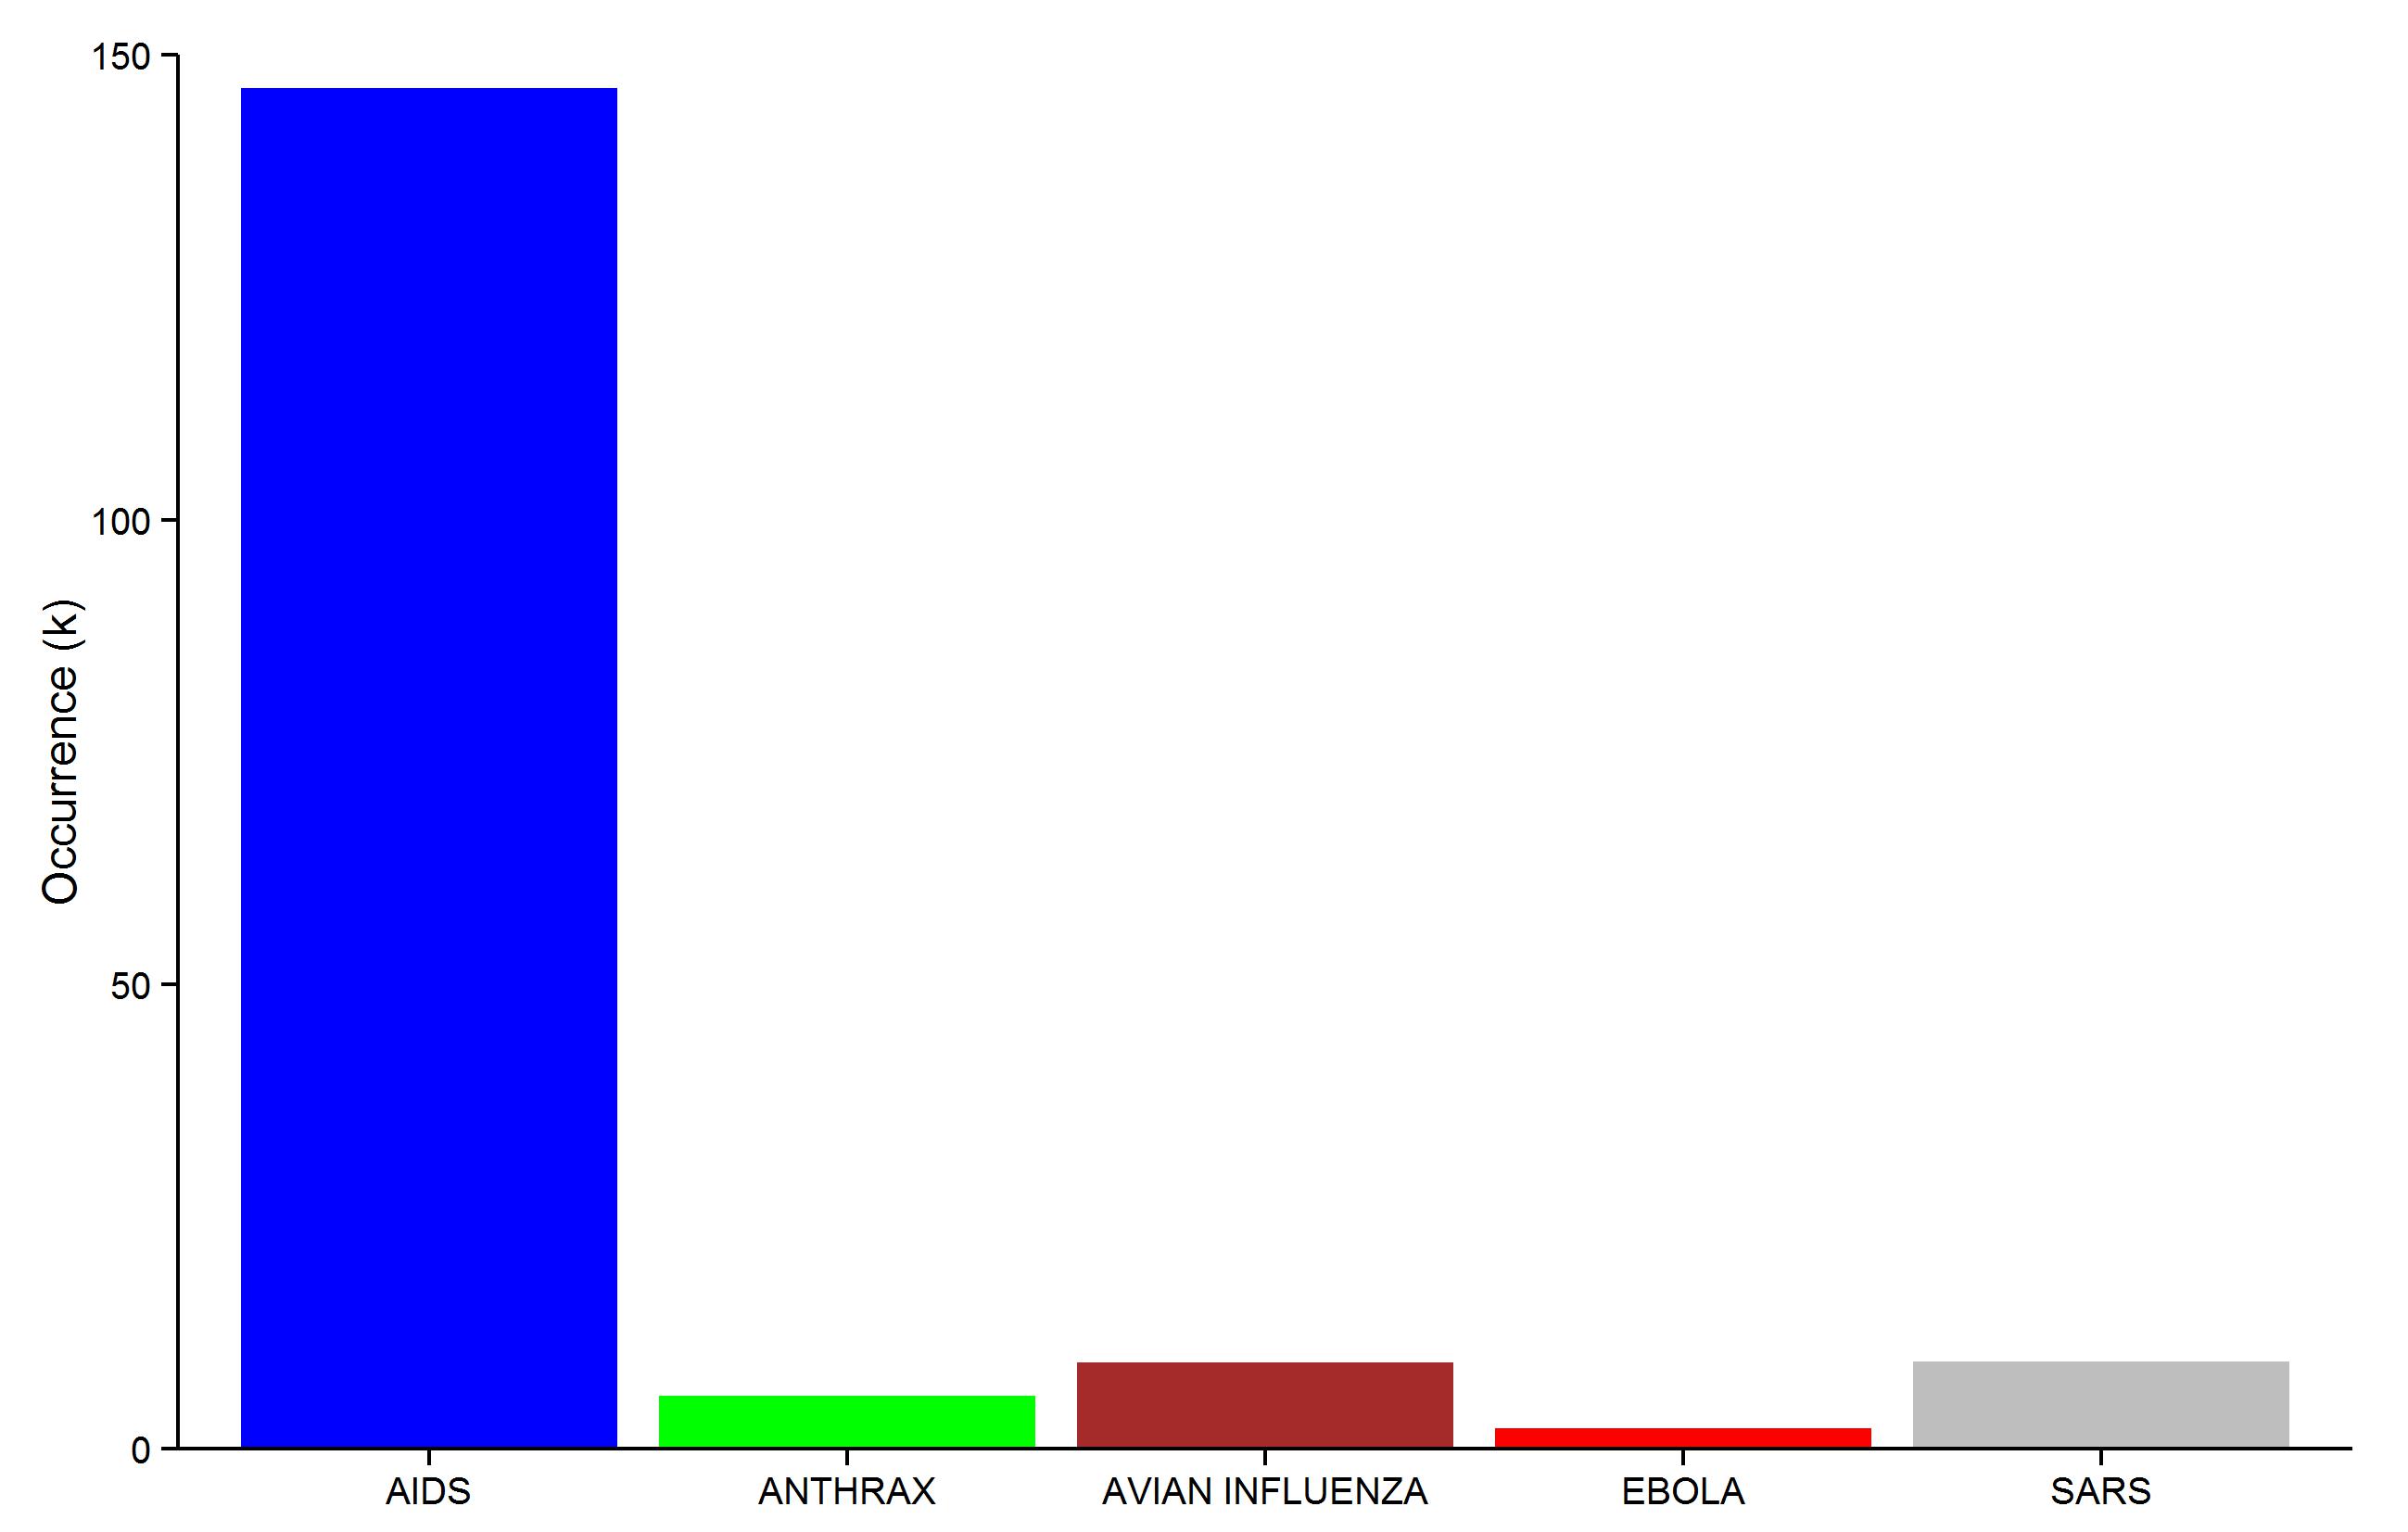 150
100
50
0
Occurrence (k)
AIDS
ANTHRAX
AVIAN INFLUENZA
EBOLA
SARS